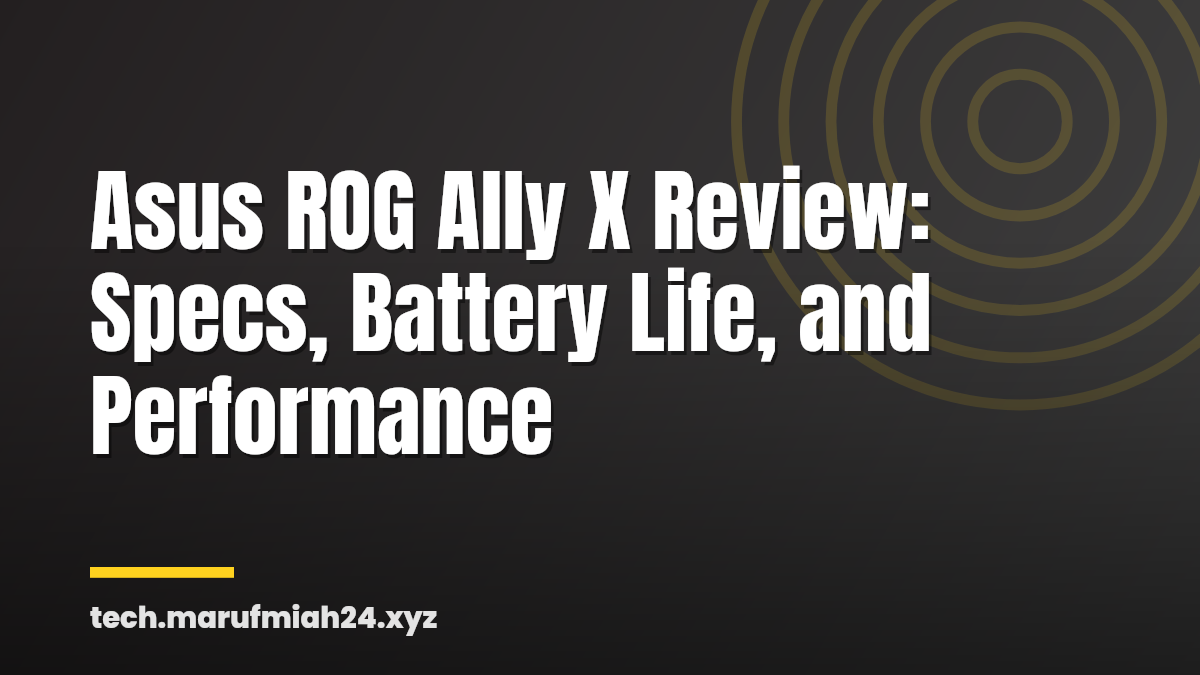 Asus ROG Ally X Review:
Specs, Battery Life, and
Performance
tech.marufmiah24.xyz